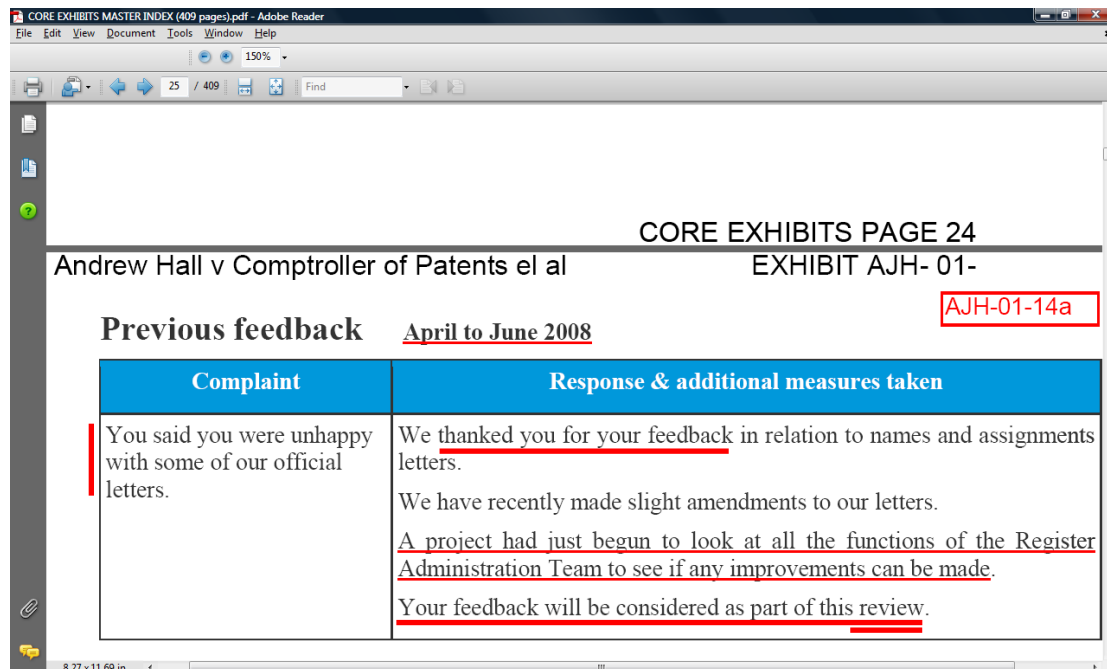 CORE EXHIBITS MASTER INDEX (409 pages).pdf - Adobe Reader
File Edit View Document Tools Window Help
150%
25 / 409 Find
CORE EXHIBITS PAGE 24
Andrew Hall v Comptroller of Patents el al EXHIBIT AJH- 01-
AJH-01-14a
Previous feedback April to June 2008
Complaint Response & additional measures taken
You said you were unhappy
with some of our official
letters.
We thanked you for your feedback in relation to names and assignments
letters.
We have recently made slight amendments to our letters.
A project had just begun to look at all the functions of the Register
Administration Team to see if any improvements can be made.
Your feedback will be considered as part of this review.
8.27 x 11.69 in